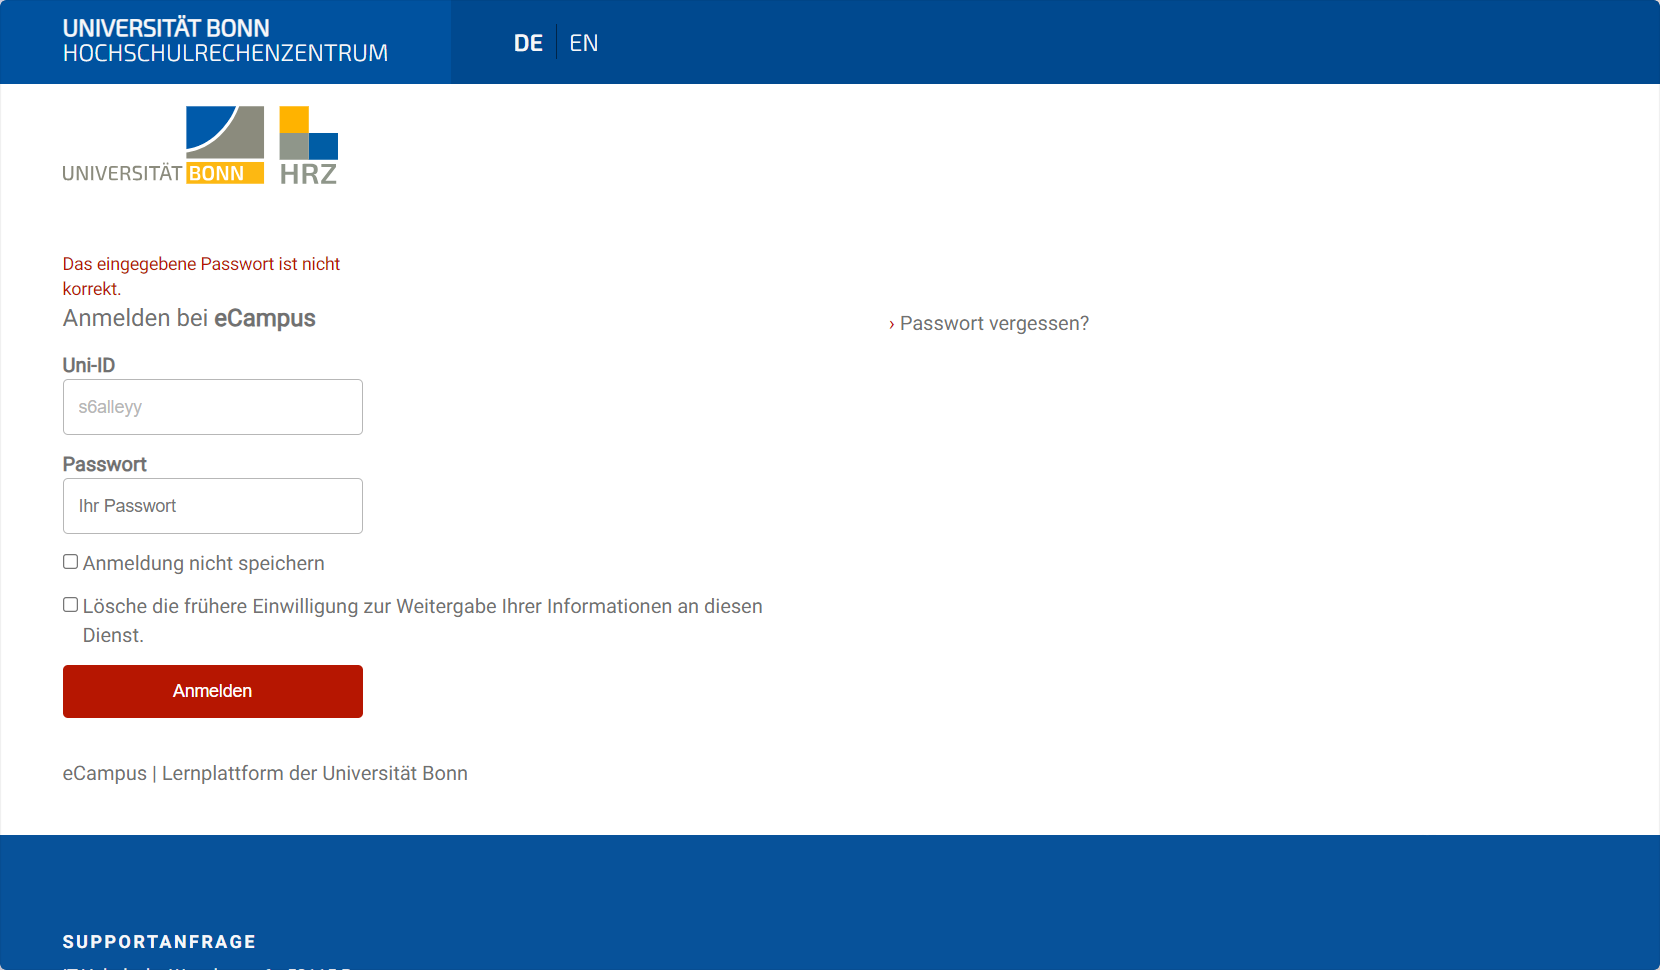 UNIVERSITÄT BONN
HOCHSCHULRECHENZENTRUM
DE
EN
UNIVERSITÄT BONN
HRZ
Das eingegebene Passwort ist nicht
korrekt.
Anmelden bei eCampus
› Passwort vergessen?
Uni-ID
s6alleyy
Passwort
Ihr Passwort
Anmeldung nicht speichern
Lösche die frühere Einwilligung zur Weitergabe Ihrer Informationen an diesen
Dienst.
Anmelden
eCampus | Lernplattform der Universität Bonn
SUPPORTANFRAGE